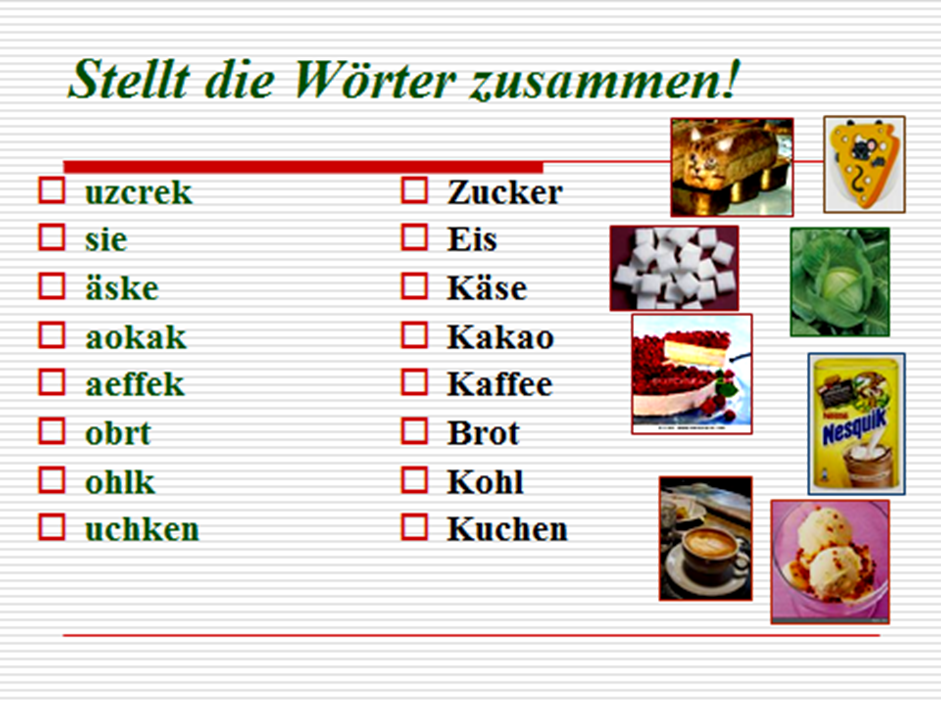 Stellt die Wörter zusammen!
uzcrek
sie
äske
aokak
aeffek
obrt
ohlk
uchken
Zucker
Eis
Käse
Kakao
Kaffee
Brot
Kohl
Kuchen
Nestlé
Nesquik